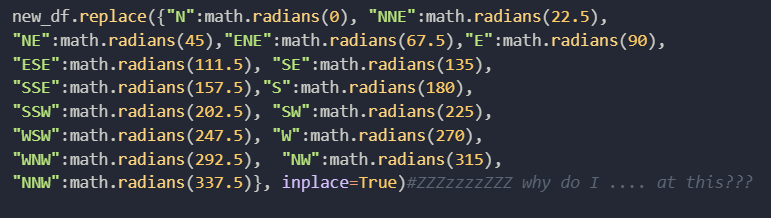 new_df.replace({"N":math.radians(0), "NNE":math.radians(22.5),
"NE":math.radians(45),"ENE":math.radians(67.5),"E":math.radians(90),
"ESE":math.radians(111.5), "SE":math.radians(135),
"SSE":math.radians(157.5),"S":math.radians(180),
"SSW":math.radians(202.5), "SW":math.radians(225),
"WSW":math.radians(247.5), "W":math.radians(270),
"WNW":math.radians(292.5),  "NW":math.radians(315),
"NNW":math.radians(337.5)}, inplace=True)#ZZZzzzzZZZ why do I .... at this???